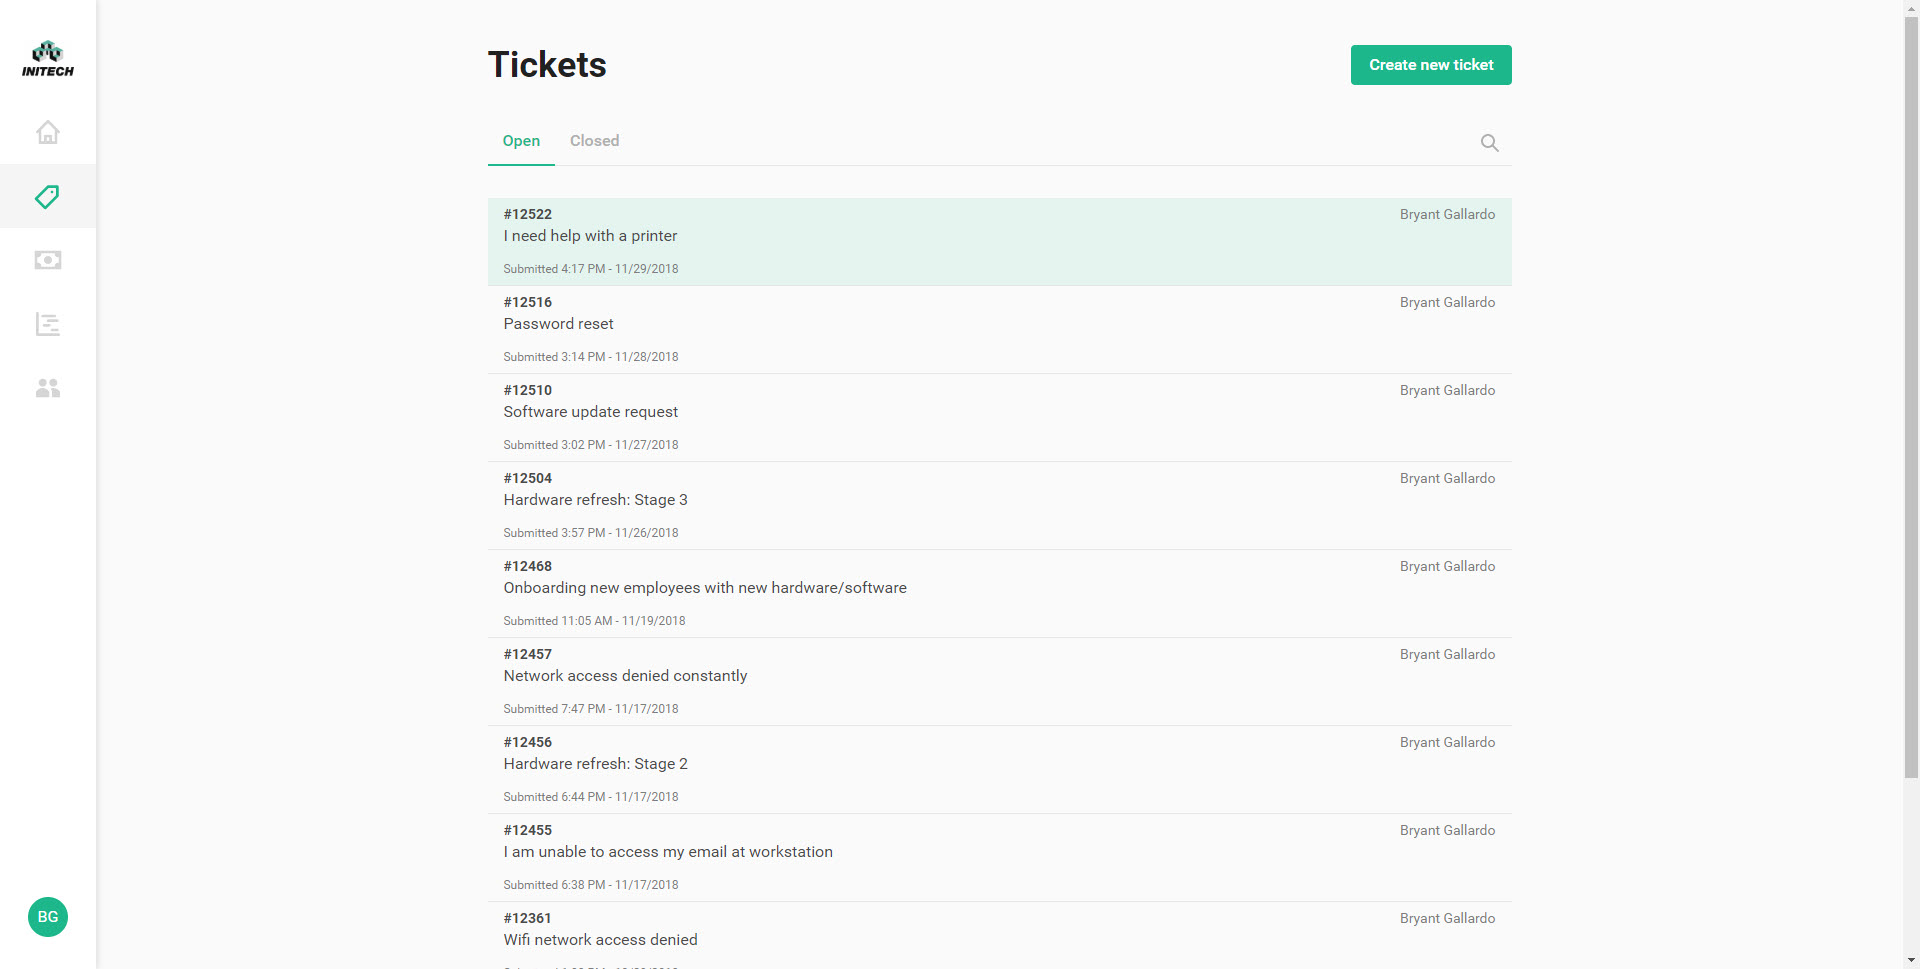 INITECH
Tickets
Create new ticket
Open
Closed
#12522
Bryant Gallardo
I need help with a printer
Submitted 4:17 PM - 11/29/2018
#12516
Bryant Gallardo
Password reset
Submitted 3:14 PM - 11/28/2018
#12510
Bryant Gallardo
Software update request
Submitted 3:02 PM - 11/27/2018
#12504
Bryant Gallardo
Hardware refresh: Stage 3
Submitted 3:57 PM - 11/26/2018
#12468
Bryant Gallardo
Onboarding new employees with new hardware/software
Submitted 11:05 AM - 11/19/2018
#12457
Bryant Gallardo
Network access denied constantly
Submitted 7:47 PM - 11/17/2018
#12456
Bryant Gallardo
Hardware refresh: Stage 2
Submitted 6:44 PM - 11/17/2018
#12455
Bryant Gallardo
I am unable to access my email at workstation
Submitted 6:38 PM - 11/17/2018
#12361
Bryant Gallardo
Wifi network access denied
BG